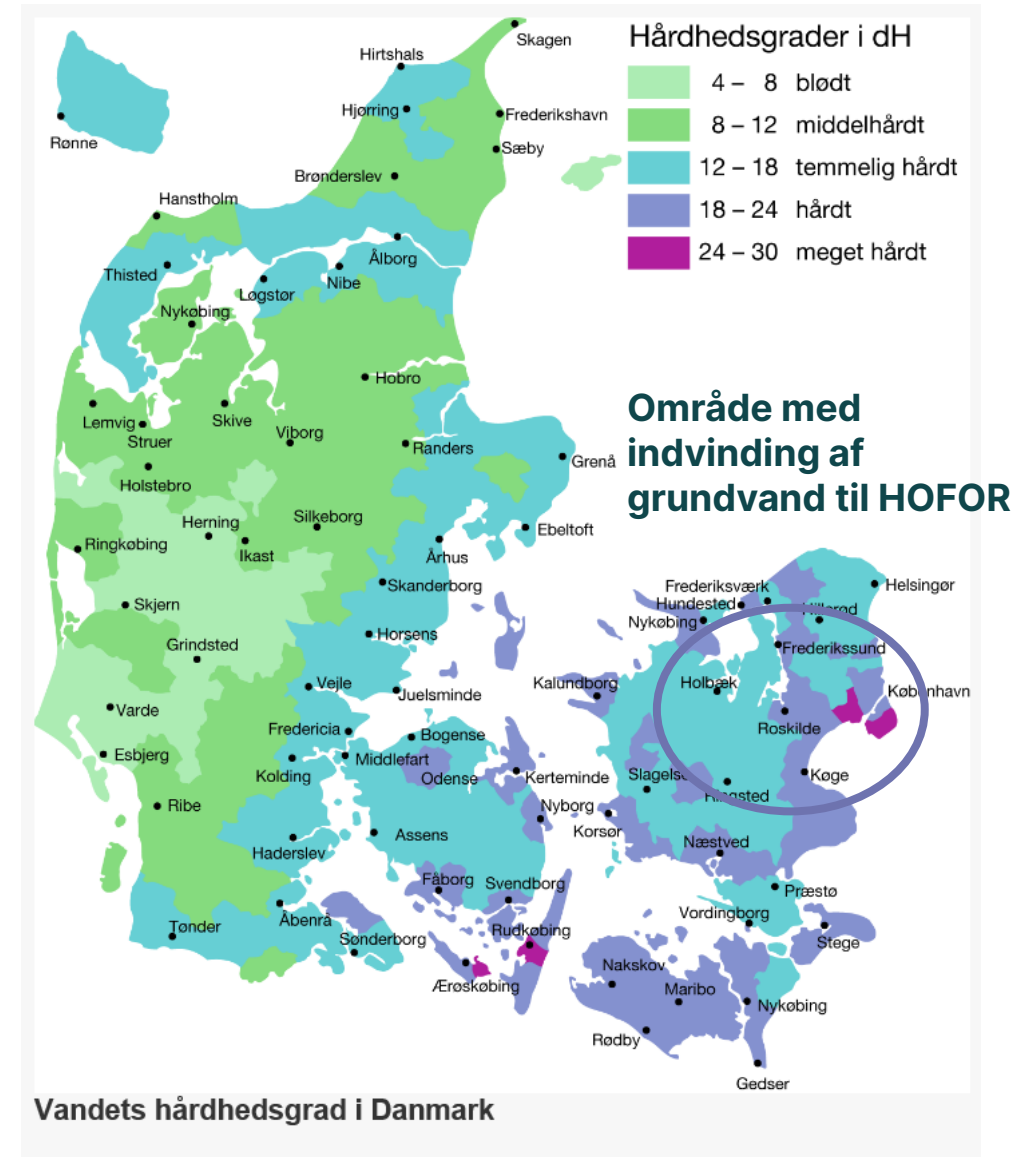 Hårdhedsgrader i dH
4 – 8 blødt
8 – 12 middelhårdt
12 – 18 temmelig hårdt
18 – 24 hårdt
24 – 30 meget hårdt
Område med
indvinding af
grundvand til HOFOR
Skagen
Hirtshals
Hjørring
Frederikshavn
Rønne
Sæby
Brønderslev
Hanstholm
Ålborg
Thisted
Nibe
Løgstør
Nykøbing
Hobro
Lemvig
Skive
Struer
Viborg
Randers
Grenå
Holstebro
Silkeborg
Herning
Ebeltoft
Ringkøbing
Ikast
Århus
Skanderborg
Frederiksværk
Helsingør
Hundested
Skjern
Hillerød
Nykøbing
Horsens
Grindsted
Frederikssund
Holbæk
Kalundborg
Vejle
Juelsminde
København
Varde
Roskilde
Fredericia
Bogense
Esbjerg
Middlefart
Kolding
Odense
Kerteminde
Slagelse
Køge
Ringsted
Ribe
Nyborg
Korsør
Assens
Næstved
Haderslev
Fåborg
Svendborg
Præstø
Vordingborg
Åbenrå
Tønder
Rudkøbing
Sønderborg
Stege
Nakskov
Ærøskøbing
Maribo
Nykøbing
Rødby
Gedser
Vandets hårdhedsgrad i Danmark